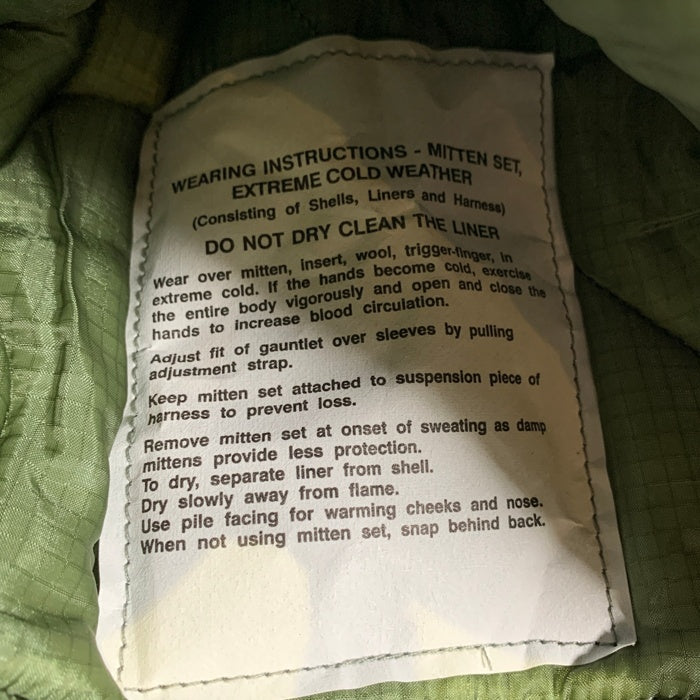 WEARING INSTRUCTIONS - MITTEN SET,
EXTREME COLD WEATHER
(Consisting of Shells, Liners and Harness)
DO NOT DRY CLEAN THE LINER
Wear over mitten, insert, wool, trigger-finger, in
extreme cold. If the hands become cold, exercise
the entire body vigorously and open and close the
hands to increase blood circulation.
Adjust fit of gauntlet over sleeves by pulling
adjustment strap.
Keep mitten set attached to suspension piece of
harness to prevent loss.
Remove mitten set at onset of sweating as damp
mittens provide less protection.
To dry, separate liner from shell.
Dry slowly away from flame.
Use pile facing for warming cheeks and nose.
When not using mitten set, snap behind back.